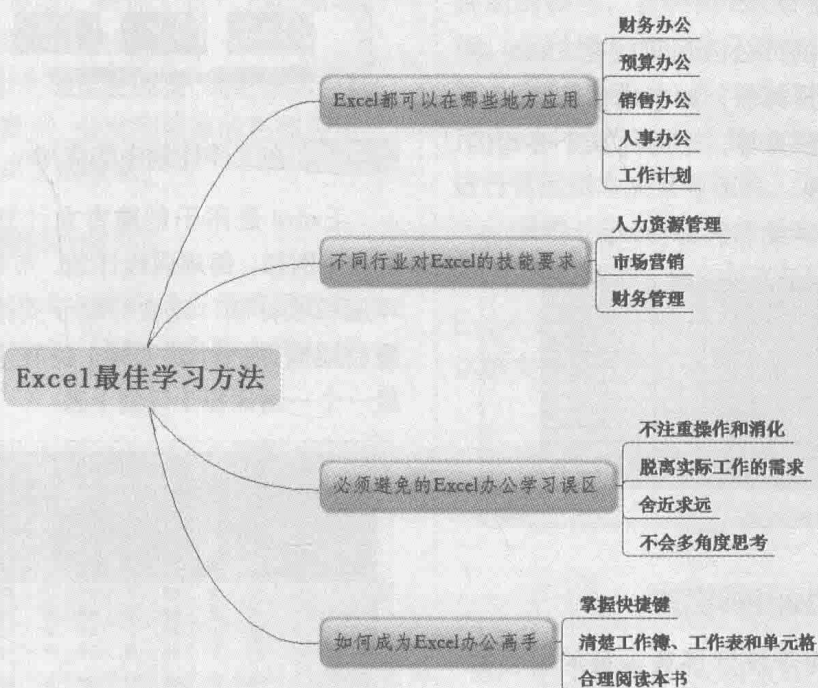 Excel最佳学习方法
Excel都可以在哪些地方应用
财务办公
预算办公
销售办公
人事办公
工作计划
不同行业对Excel的技能要求
人力资源管理
市场营销
财务管理
必须避免的Excel办公学习误区
不注重操作和消化
脱离实际工作的需求
舍近求远
不会多角度思考
如何成为Excel办公高手
掌握快捷键
清楚工作簿、工作表和单元格
合理阅读本书